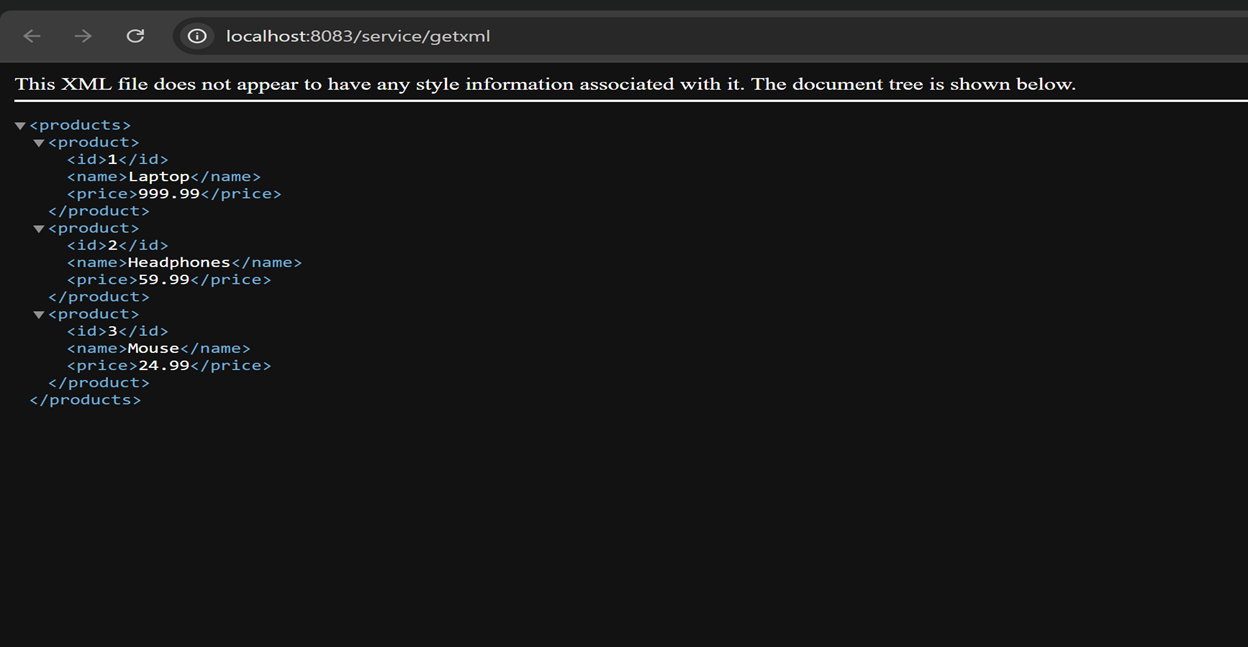 localhost:8083/service/getxml
This XML file does not appear to have any style information associated with it. The document tree is shown below.
<products>
<product>
<id>1</id>
<name>Laptop</name>
<price>999.99</price>
</product>
<product>
<id>2</id>
<name>Headphones</name>
<price>59.99</price>
</product>
<product>
<id>3</id>
<name>Mouse</name>
<price>24.99</price>
</product>
</products>